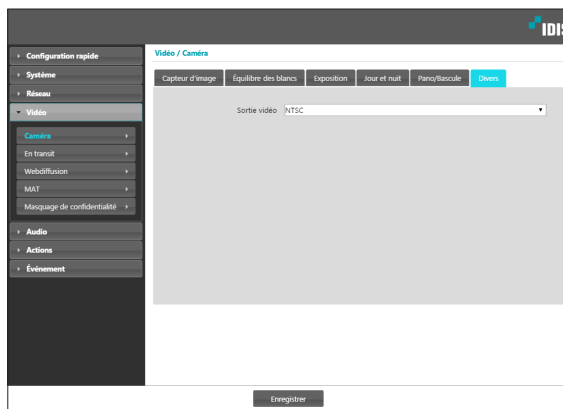 IDIS
Configuration rapide
Système
Réseau
Vidéo
Caméra
En transit
Webdiffusion
MAT
Masquage de confidentialité
Audio
Actions
Événement
Vidéo / Caméra
Capteur d'image Équilibre des blancs Exposition Jour et nuit Pano/Bascule Divers
Sortie vidéo NTSC
Enregistrer